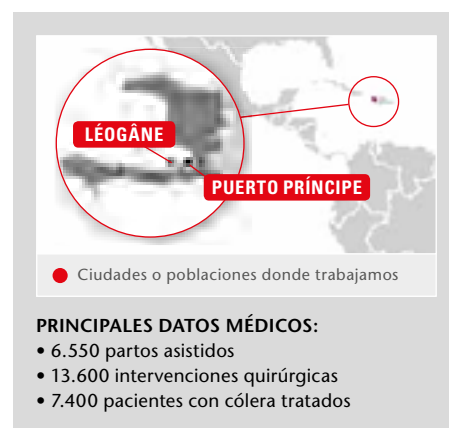 LÉOGÂNE
PUERTO PRÍNCIPE
Ciudades o poblaciones donde trabajamos
PRINCIPALES DATOS MÉDICOS:
• 6.550 partos asistidos
• 13.600 intervenciones quirúrgicas
• 7.400 pacientes con cólera tratados